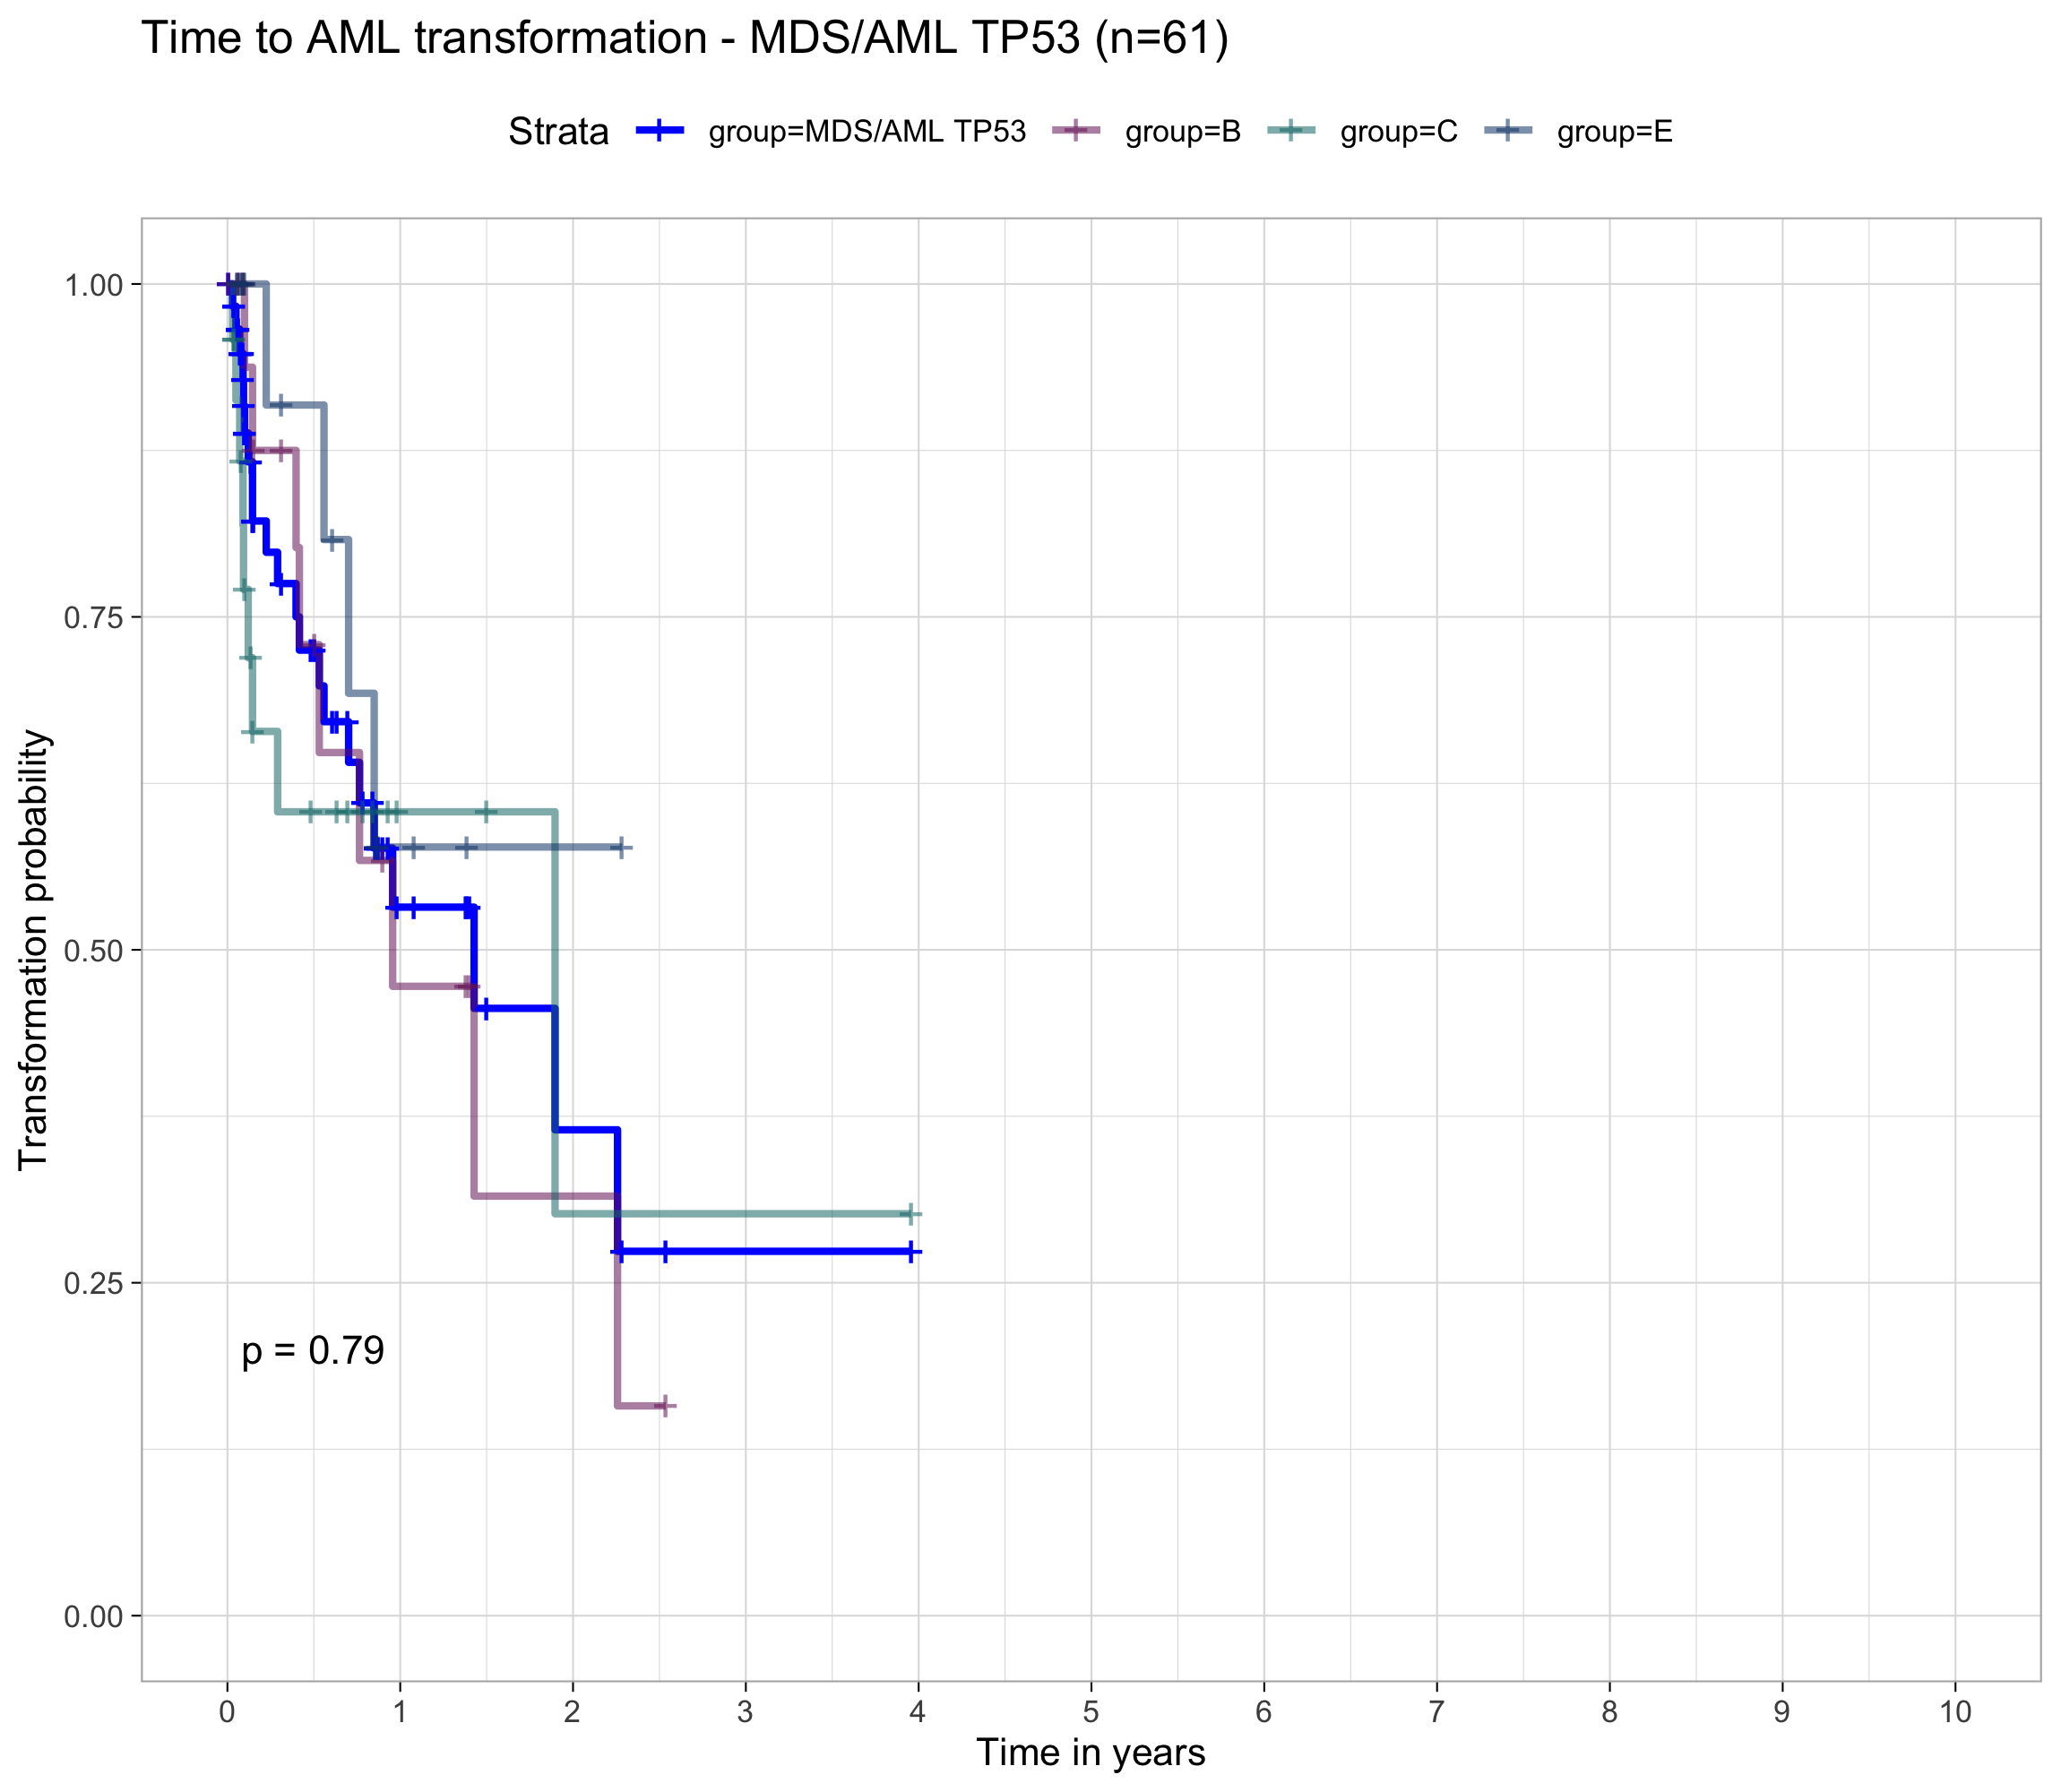 Time to AML transformation - MDS/AML TP53 (n=61)
Strata group=MDS/AML TP53 group=B group=C group=E
Transformation probability
1.00
0.75
0.50
0.25
0.00
p = 0.79
0 1 2 3 4 5 6 7 8 9 10
Time in years